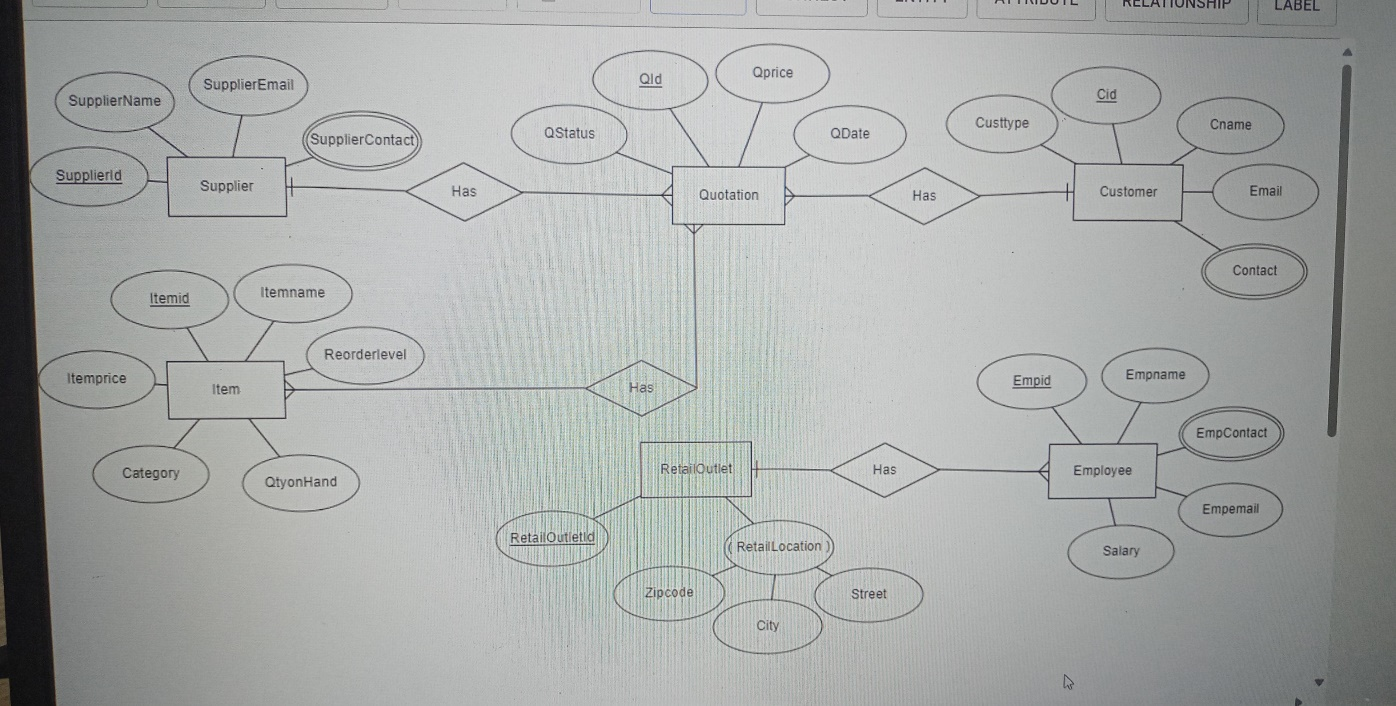 ENTITY
ATTRIBUTE
RELATIONSHIP
LABEL
SupplierName
SupplierEmail
SupplierContact
SupplierId
Supplier
Has
QStatus
QId
Qprice
QDate
Quotation
Has
Custtype
Cid
Cname
Customer
Email
Contact
Itemid
Itemname
Reorderlevel
Itemprice
Item
Category
QtyonHand
Has
RetailOutlet
Has
RetailOutletId
( RetailLocation )
Zipcode
City
Street
Empid
Empname
EmpContact
Employee
Empemail
Salary